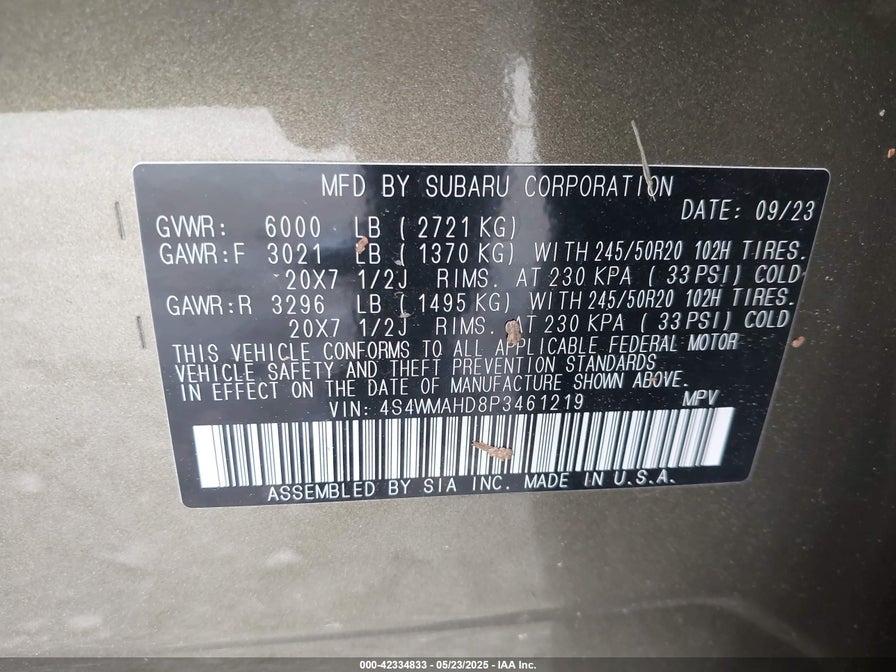 MFD BY SUBARU CORPORATION
DATE: 09/23
GVWR: 6000 LB ( 2721 KG)
GAWR:F 3021 LB ( 1370 KG) WITH 245/50R20 102H TIRES.
20X7 1/2J RIMS. AT 230 KPA ( 33 PSI) COLD
GAWR:R 3296 LB ( 1495 KG) WITH 245/50R20 102H TIRES.
20X7 1/2J RIMS. AT 230 KPA ( 33 PSI) COLD
THIS VEHICLE CONFORMS TO ALL APPLICABLE FEDERAL MOTOR
VEHICLE SAFETY AND THEFT PREVENTION STANDARDS
IN EFFECT ON THE DATE OF MANUFACTURE SHOWN ABOVE.
VIN: 4S4WMAHD8P3461219 MPV
ASSEMBLED BY SIA INC. MADE IN U.S.A.
000-42334833 - 05/23/2025 - IAA Inc.